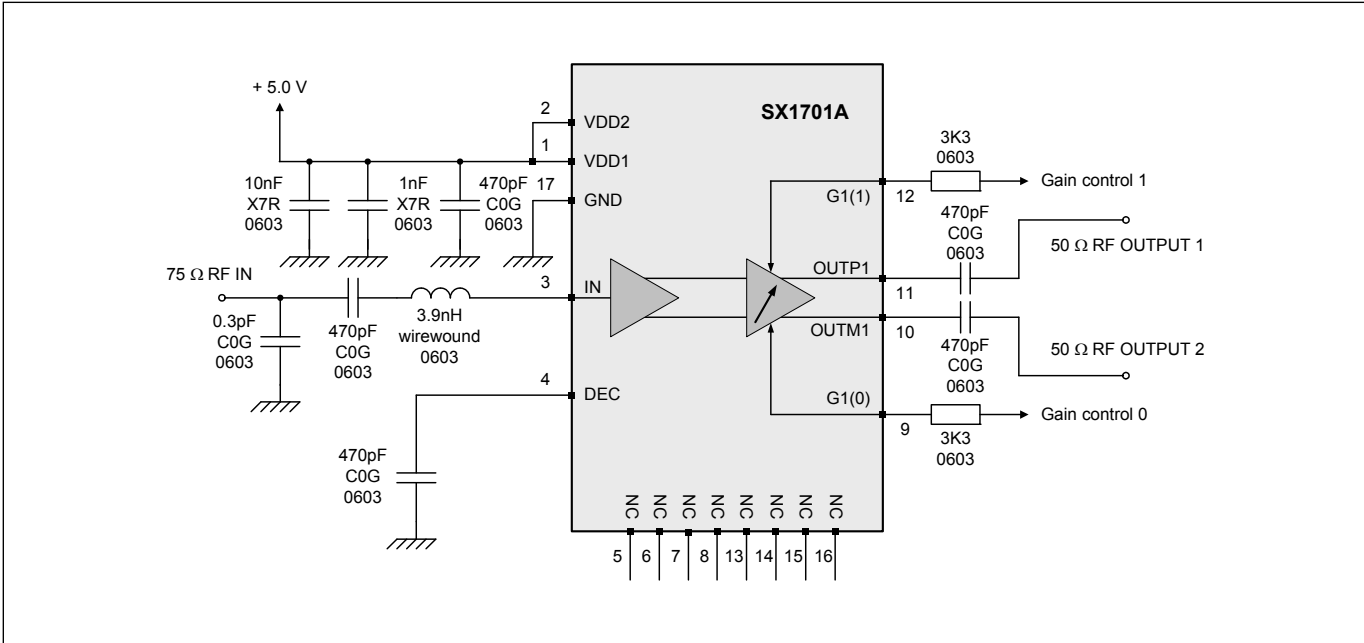 + 5.0 V
SX1701A
2
VDD2
1
VDD1
17
GND
10nF
X7R
0603
1nF
X7R
0603
470pF
C0G
0603
75 Ω RF IN
3
IN
0.3pF
C0G
0603
470pF
C0G
0603
3.9nH
wirewound
0603
4
DEC
470pF
C0G
0603
G1(1)
12
3K3
0603
Gain control 1
470pF
C0G
0603
50 Ω RF OUTPUT 1
OUTP1
11
OUTM1
10
470pF
C0G
0603
50 Ω RF OUTPUT 2
G1(0)
9
3K3
0603
Gain control 0
NC NC NC NC NC NC NC NC
5 6 7 8 13 14 15 16